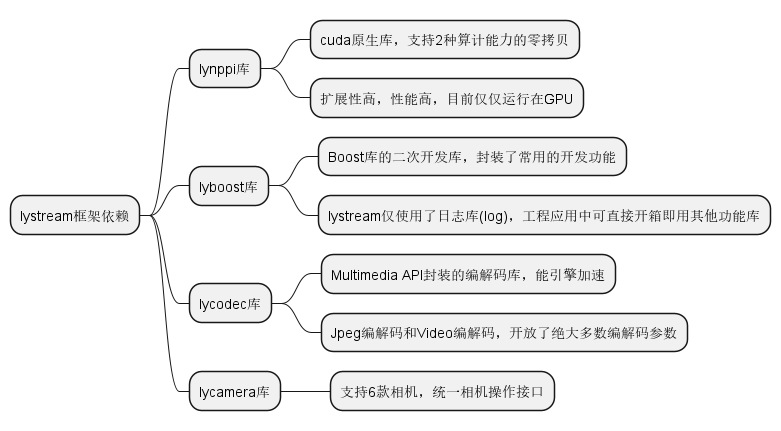 lystream框架依赖
lynppi库
cuda原生库，支持2种算计能力的零拷贝
扩展性高，性能高，目前仅仅运行在GPU
lyboost库
Boost库的二次开发库，封装了常用的开发功能
lystream仅使用了日志库(log)，工程应用中可直接开箱即用其他功能库
lycodec库
Multimedia API封装的编解码库，能引擎加速
Jpeg编解码和Video编解码，开放了绝大多数编解码参数
lycamera库
支持6款相机，统一相机操作接口